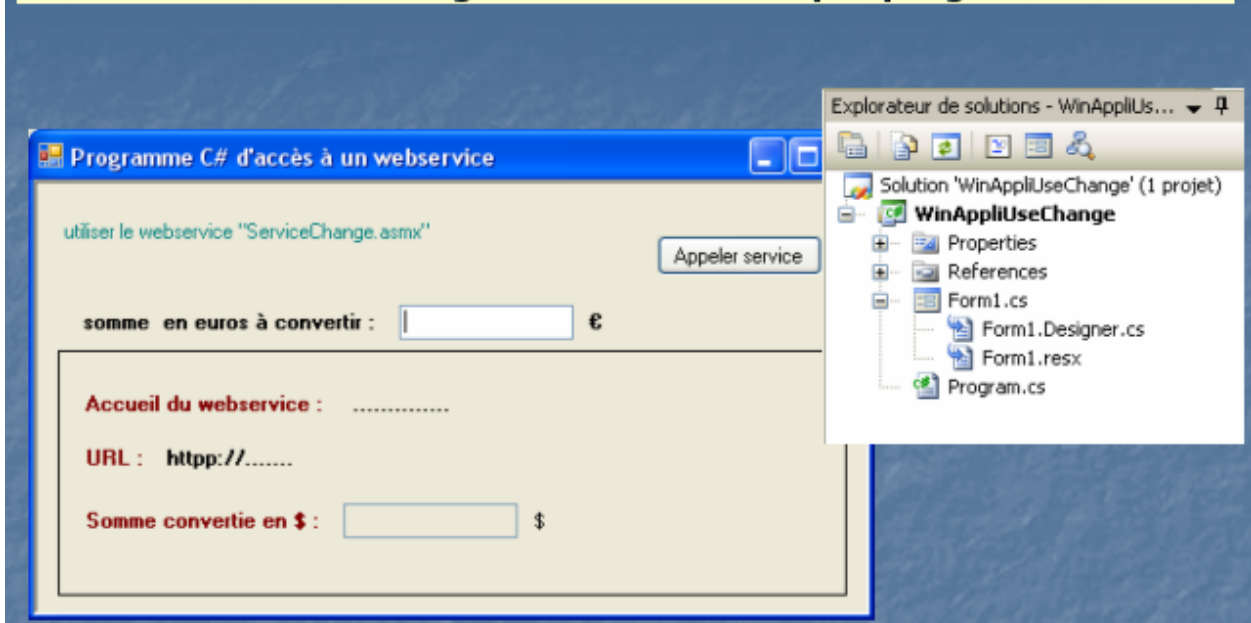 Programme C# d'accès à un webservice
utiliser le webservice "ServiceChange.asmx"
Appeler service
somme en euros à convertir :
€
Accueil du webservice : ..............
URL : httpp://.......
Somme convertie en $ :
$
Explorateur de solutions - WinAppliUs...
Solution 'WinAppliUseChange' (1 projet)
WinAppliUseChange
Properties
References
Form1.cs
Form1.Designer.cs
Form1.resx
Program.cs